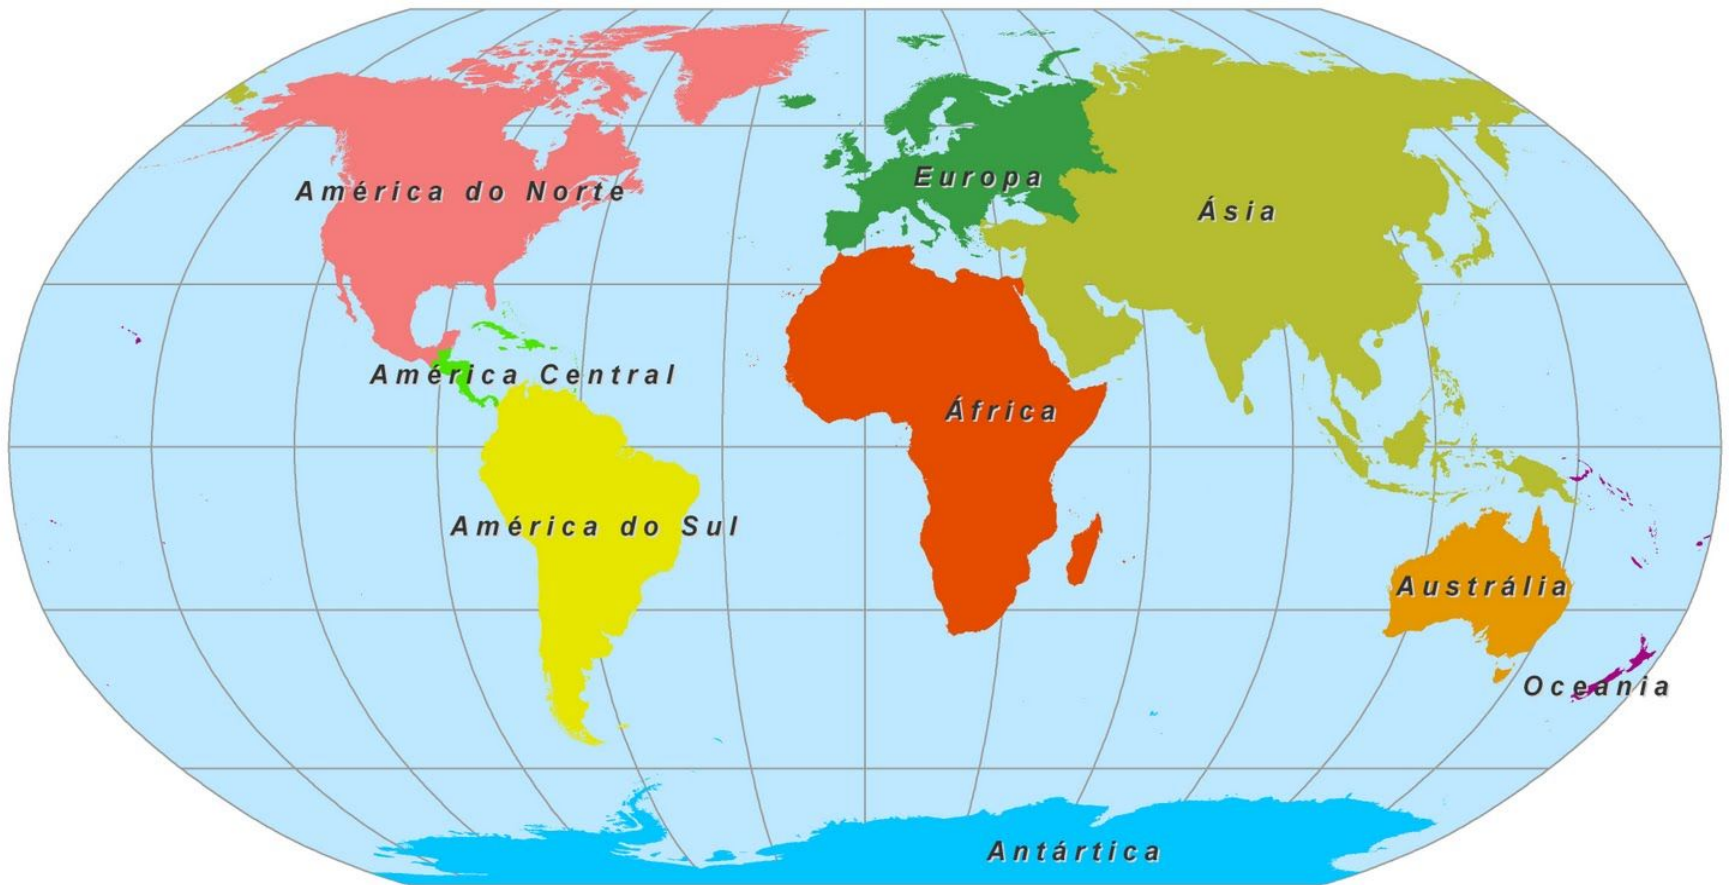 América do Norte
Europa
Ásia
América Central
África
América do Sul
Austrália
Oceania
Antártica